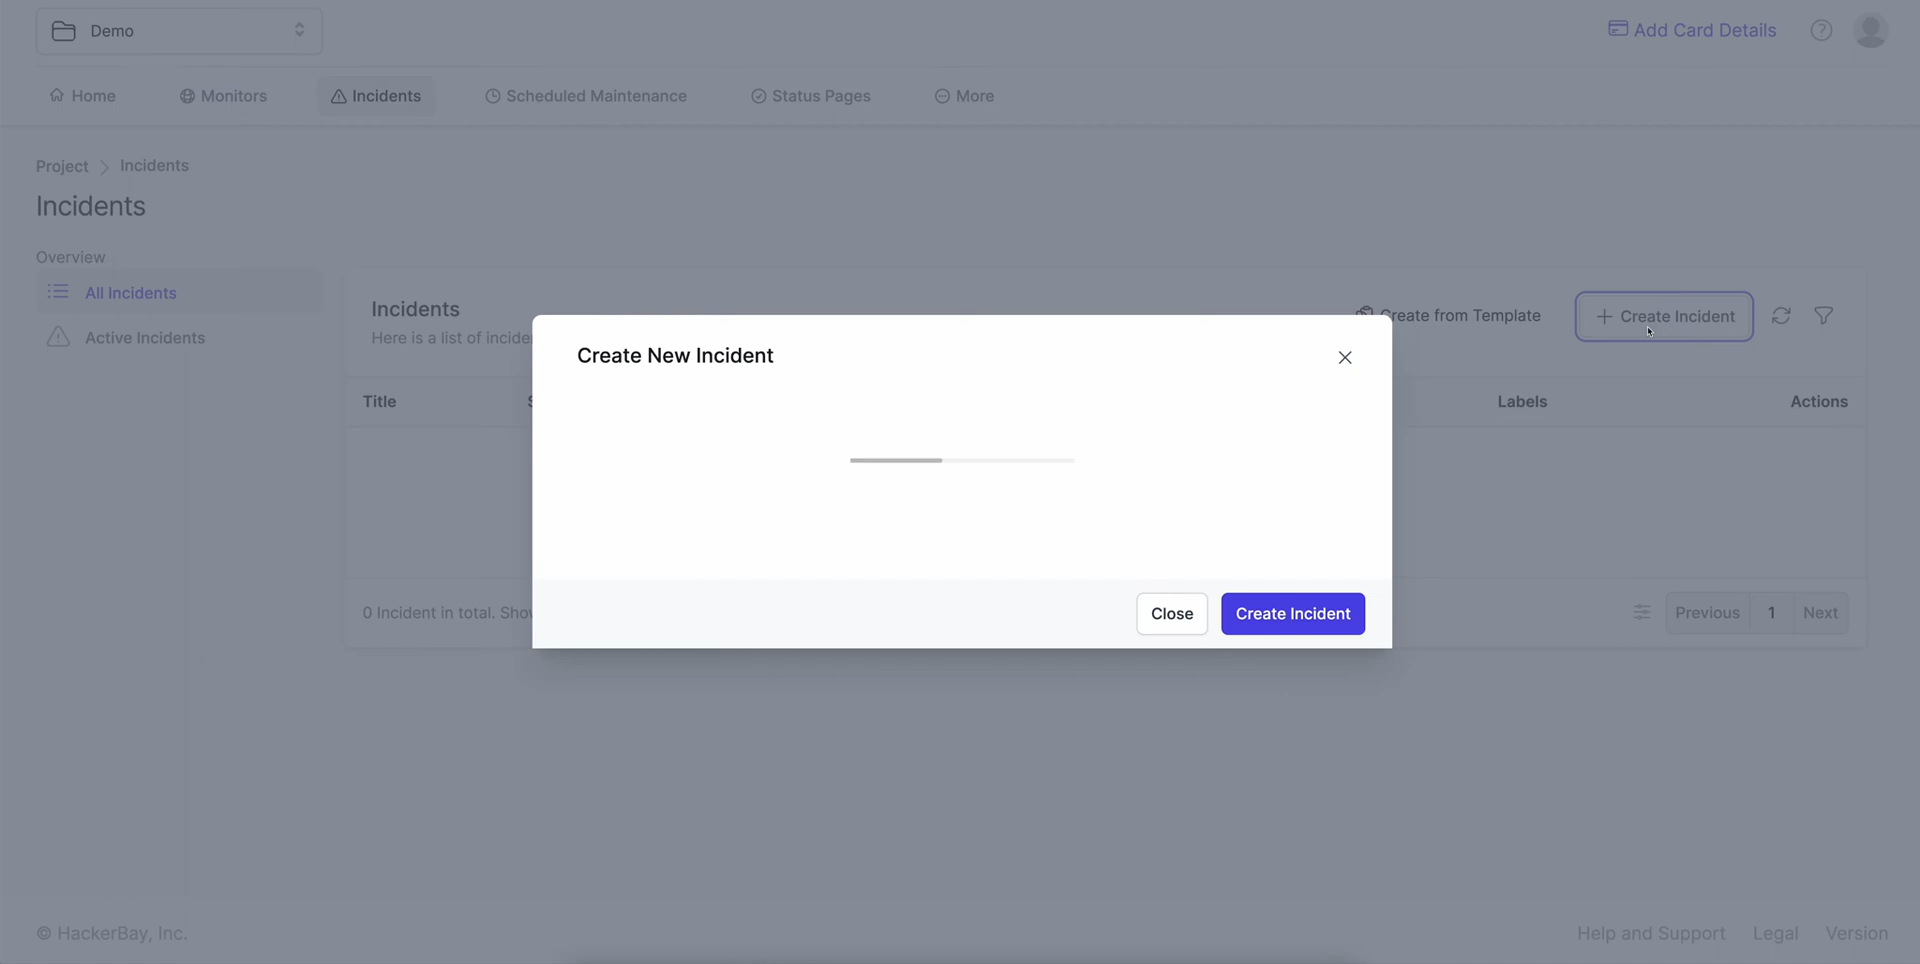 Demo
Add Card Details
Home
Monitors
Incidents
Scheduled Maintenance
Status Pages
More
Project
Incidents
Incidents
Overview
All Incidents
Active Incidents
Incidents
Here is a list of
Create from Template
Create Incident
Create New Incident
Title
Labels
Actions
0 Incident in total.
Close
Create Incident
Previous
1
Next
© HackerBay, Inc.
Help and Support
Legal
Version